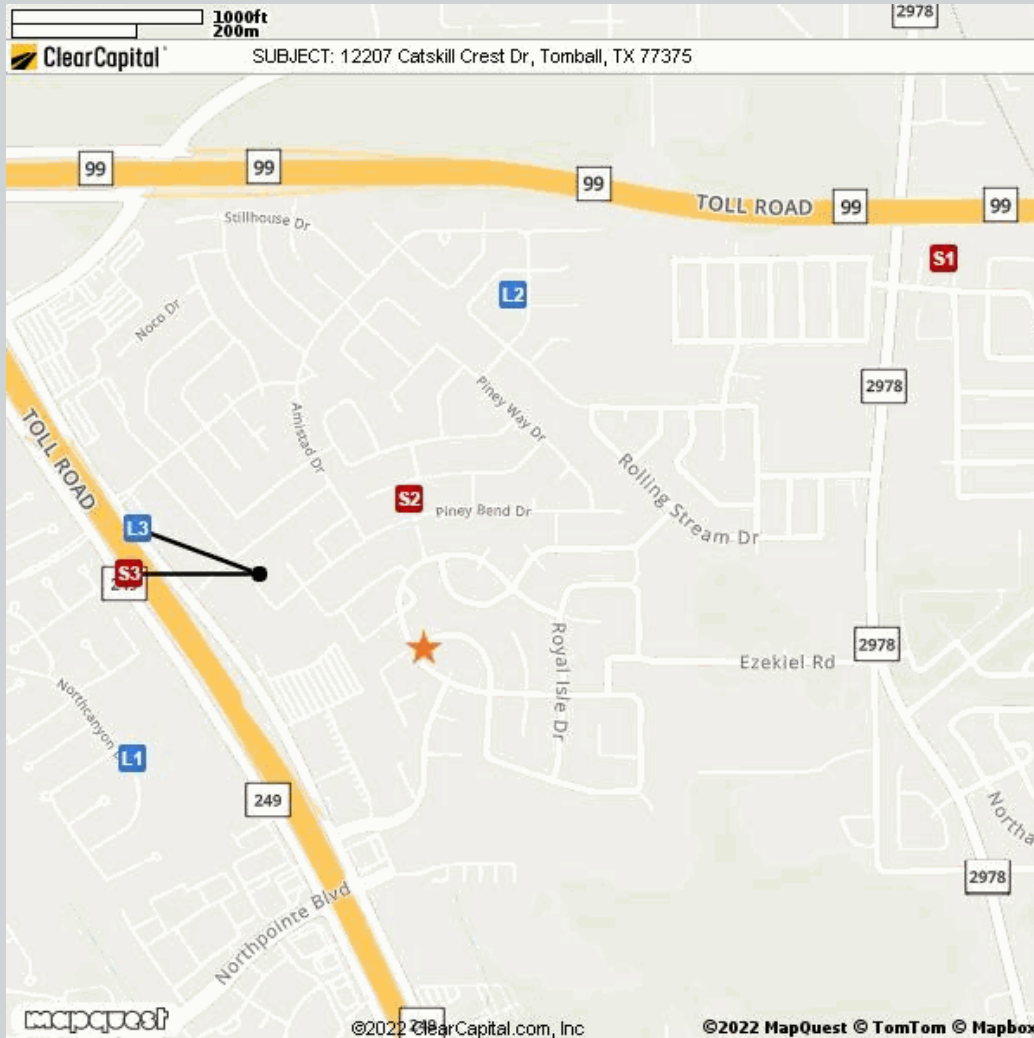 1000ft
200m
2978
ClearCapital
SUBJECT: 12207 Catskill Crest Dr, Tomball, TX 77375
99
99
99
TOLL ROAD
99
99
Stillhouse Dr
S1
L2
Noco Dr
2978
Piney Way Dr
Amistad Dr
TOLL ROAD
Rolling Stream Dr
S2
Piney Bend Dr
L3
S3
Royal Isle Dr
2978
Ezekiel Rd
Northcanyon
L1
249
Northa
2978
Northpointe Blvd
mapquest
©2022 ClearCapital.com, Inc
©2022 MapQuest © TomTom © Mapbox